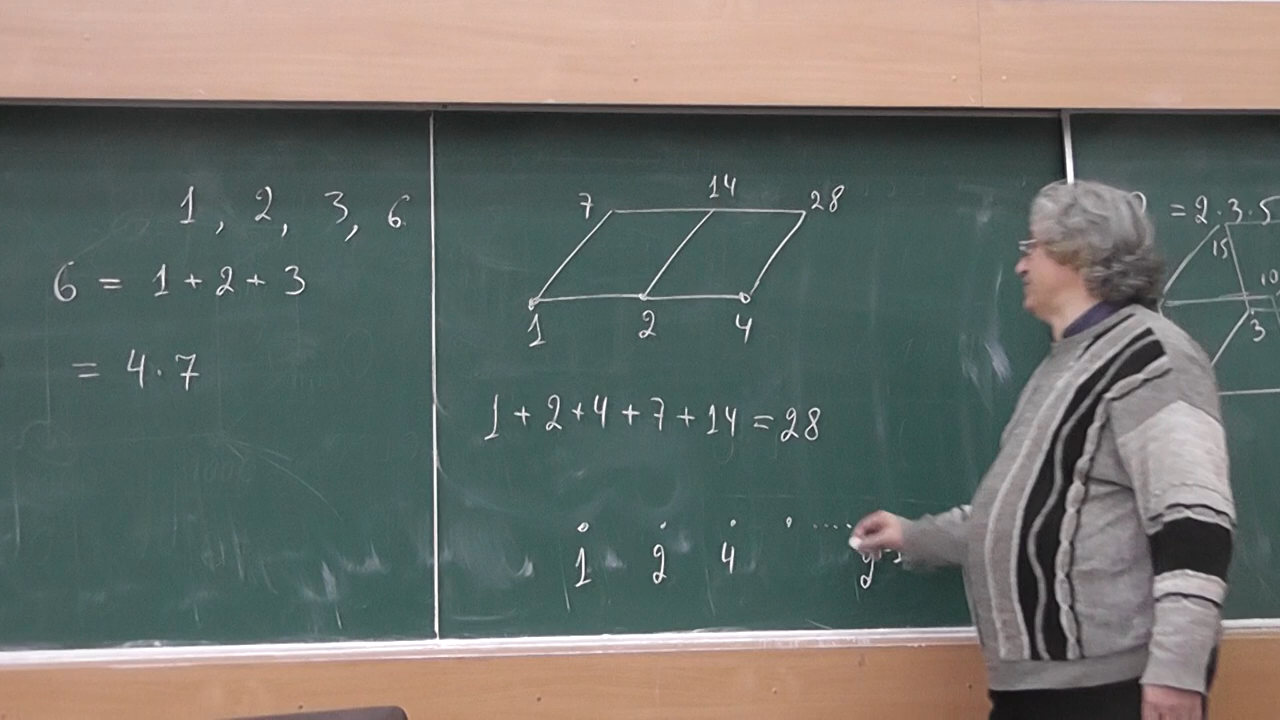 1, 2, 3, 6
6 = 1 + 2 + 3
= 4 · 7
7 14 28
1 2 4
1 + 2 + 4 + 7 + 14 = 28
1 2 4 ....
= 2 · 3 · 5
15
10
3